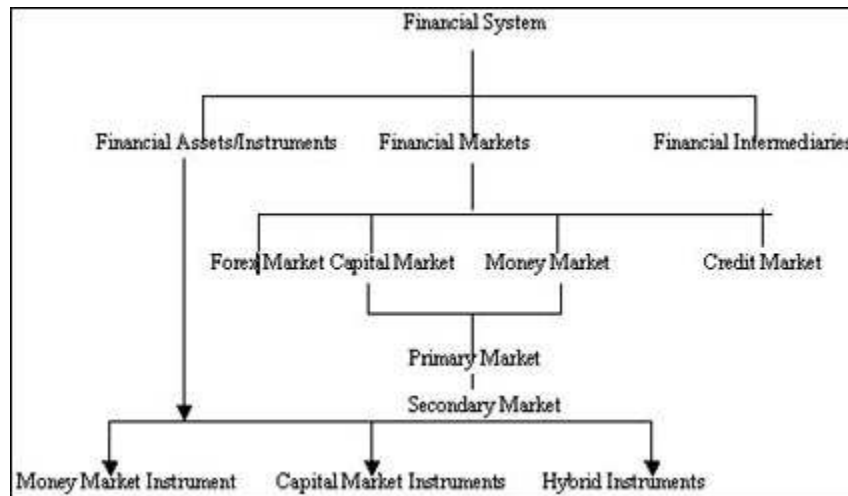 Financial System
Financial Assets/Instruments Financial Markets Financial Intermediaries
Forex Market Capital Market Money Market Credit Market
Primary Market
Secondary Market
Money Market Instrument Capital Market Instruments Hybrid Instruments